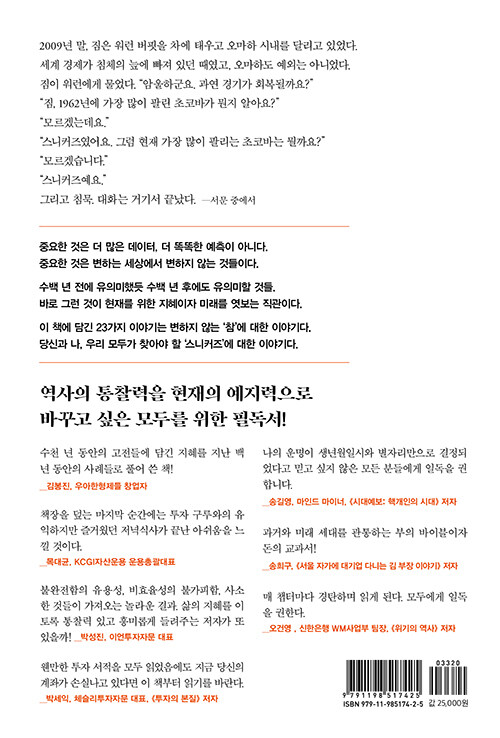 2009년 말, 짐은 워런 버핏을 차에 태우고 오마하 시내를 달리고 있었다.
세계 경제가 침체의 늪에 빠져 있던 때였고, 오마하도 예외는 아니었다.
짐이 워런에게 물었다. “암울하군요. 과연 경기가 회복될까요?”
“짐, 1962년에 가장 많이 팔린 초코바가 뭔지 알아요?”
“모르겠는데요.”
“스니커즈였어요. 그럼 현재 가장 많이 팔리는 초코바는 뭘까요?”
“모르겠습니다.”
“스니커즈예요.”
그리고 침묵. 대화는 거기서 끝났다. —서문 중에서
중요한 것은 더 많은 데이터, 더 똑똑한 예측이 아니다.
중요한 것은 변하는 세상에서 변하지 않는 것들이다.
수백 년 전에 유의미했듯 수백 년 후에도 유의미할 것들.
바로 그런 것이 현재를 위한 지혜이자 미래를 엿보는 직관이다.
이 책에 담긴 23가지 이야기는 변하지 않는 ‘참’에 대한 이야기다.
당신과 나, 우리 모두가 찾아야 할 ‘스니커즈’에 대한 이야기다.
역사의 통찰력을 현재의 예지력으로
바꾸고 싶은 모두를 위한 필독서!
수천 년 동안의 고전들에 담긴 지혜를 지난 백
년 동안의 사례들로 풀어 쓴 책!
_김봉진, 우아한형제들 창업자
책장을 덮는 마지막 순간에는 투자 구루와의 유
익하지만 즐거웠던 저녁식사가 끝난 아쉬움을 느
낄 것이다.
_목대균, KCGI자산운용 운용총괄대표
불완전함의 유용성, 비효율성의 불가피함, 사소
한 것들이 가져오는 놀라운 결과. 삶의 지혜를 이
토록 통찰력 있고 흥미롭게 들려주는 저자가 또
있을까! _박성진, 이언투자자문 대표
웬만한 투자 서적을 모두 읽었음에도 지금 당신의
계좌가 손실나고 있다면 이 책부터 읽기를 바란다.
_박세익, 체슬리투자자문 대표, 《투자의 본질》 저자
나의 운명이 생년월일시와 별자리만으로 결정되
었다고 믿고 싶지 않은 모든 분들에게 일독을 권
합니다.
_송길영, 마인드 마이너, 《시대예보: 핵개인의 시대》 저자
과거와 미래 세대를 관통하는 부의 바이블이자
돈의 교과서!
_송희구, 《서울 자가에 대기업 다니는 김 부장 이야기》 저자
매 챕터마다 경탄하며 읽게 된다. 모두에게 일독
을 권한다.
_오건영, 신한은행 WM사업부 팀장, 《위기의 역사》 저자
03320
9791198517425
ISBN 979-11-985174-2-5 값 25,000원